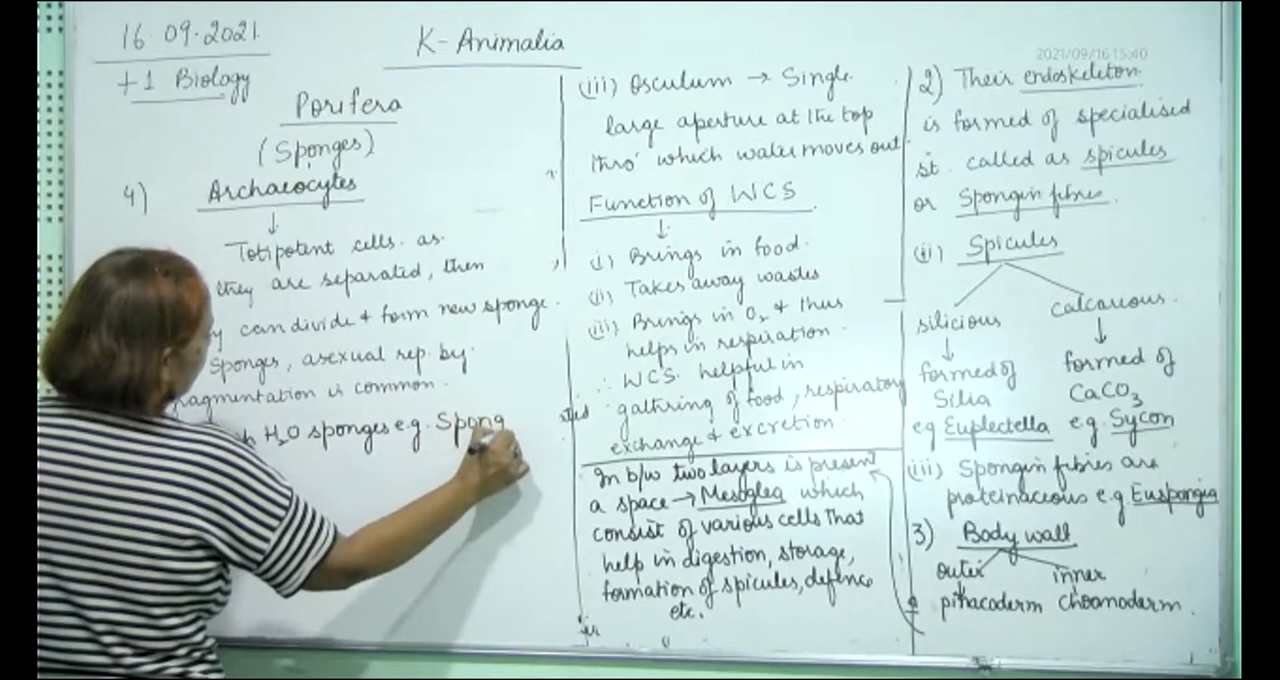 16.09.2021
+1 Biology
K- Animalia
2021/09/16 15:40
Porifera
(Sponges)
4) Archaeocytes
↓
Totipotent cells. as
they are separated, then
y can divide & form new sponge.
Sponges, asexual rep. by
ragmentation is common.
H₂O sponges e.g. Spong
(iii) Osculum → Single
large aperture at the top
thro' which water moves out
Function of WCS
↓
(i) Brings in food.
(ii) Takes away wastes
(iii) Brings in O₂ & thus
helps in respiration.
∴ WCS helpful in
galtring of food, respiratory
exchange & excretion.
In b/w two layers is present
a space → Mesoglea which
consist of various cells that
help in digestion, storage,
formation of spicules, defence
etc.
2) Their endoskeleton
is formed of specialised
st. called as spicules
or Spongin fibres.
(ii) Spicules
silicious calcareous.
↓ ↓
formed of formed of
Silia CaCO₃
eg Euplectella e.g. Sycon
(iii) Spongin fibres are
proteinaceous e.g Euspongia
3) Body wall
outer inner
pinacoderm choanoderm.